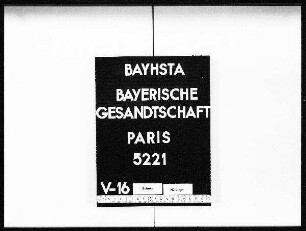 BAYHSTA
BAYERISCHE
GESANDTSCHAFT
PARIS
5221
V-16